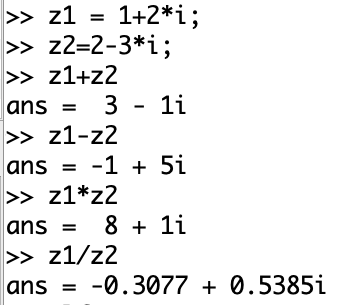 >> z1 = 1+2*i;
>> z2=2-3*i;
>> z1+z2
ans =  3 - 1i
>> z1-z2
ans = -1 + 5i
>> z1*z2
ans =  8 + 1i
>> z1/z2
ans = -0.3077 + 0.5385i